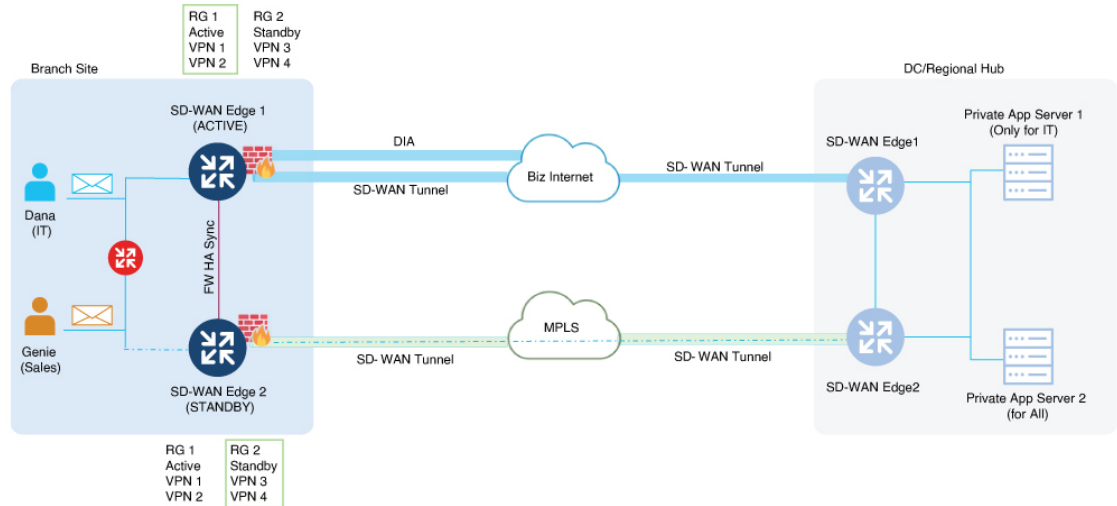 RG 1
Active
VPN 1
VPN 2
RG 2
Standby
VPN 3
VPN 4
Branch Site
DC/Regional Hub
SD-WAN Edge 1
(ACTIVE)
DIA
SD-WAN Tunnel
Biz Internet
SD- WAN Tunnel
SD-WAN Edge1
Private App Server 1
(Only for IT)
Dana
(IT)
FW HA Sync
Genie
(Sales)
SD-WAN Edge 2
(STANDBY)
SD- WAN Tunnel
MPLS
SD- WAN Tunnel
SD-WAN Edge2
Private App Server 2
(for All)
RG 1
Active
VPN 1
VPN 2
RG 2
Standby
VPN 3
VPN 4